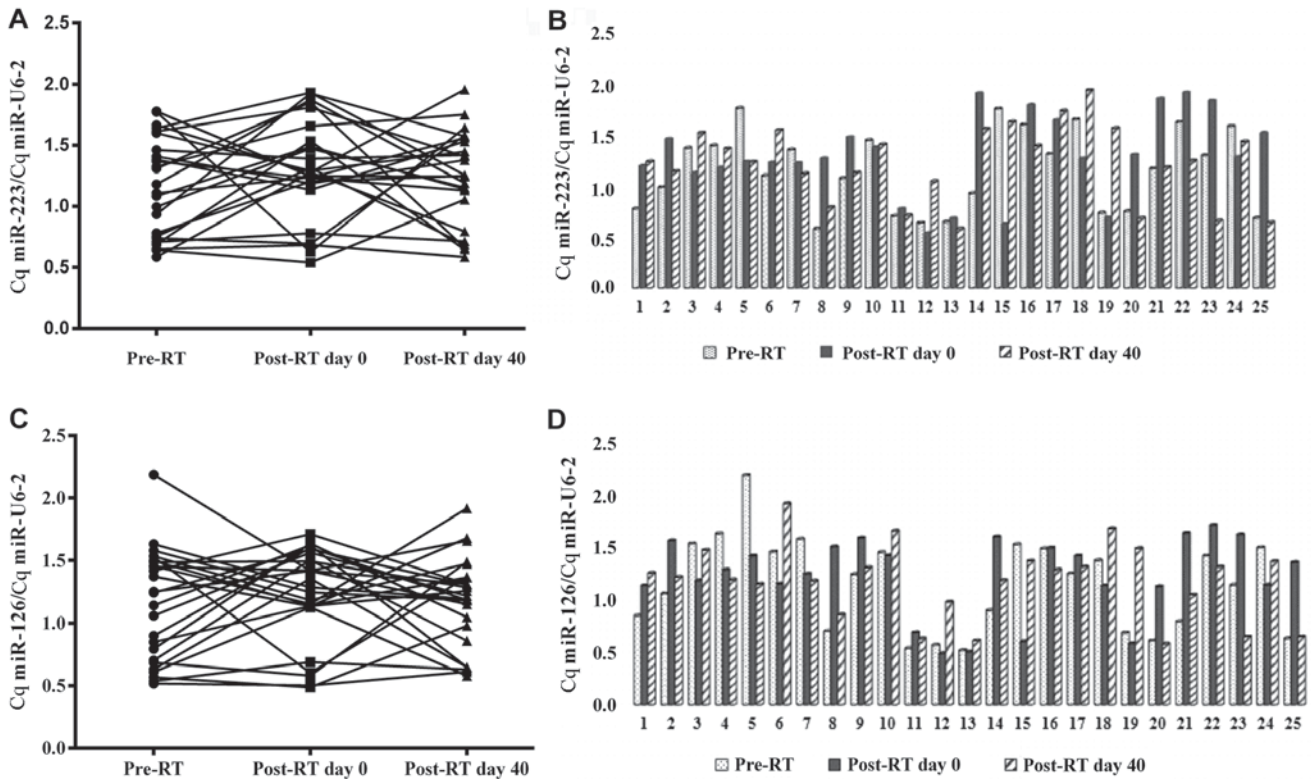 A
Cq miR-223/Cq miR-U6-2
2.5
2.0
1.5
1.0
0.5
0.0
Pre-RT Post-RT day 0 Post-RT day 40
B
Cq miR-223/Cq miR-U6-2
2.5
2.0
1.5
1.0
0.5
0.0
1 2 3 4 5 6 7 8 9 10 11 12 13 14 15 16 17 18 19 20 21 22 23 24 25
Pre-RT Post-RT day 0 Post-RT day 40
C
Cq miR-126/Cq miR-U6-2
2.5
2.0
1.5
1.0
0.5
0.0
Pre-RT Post-RT day 0 Post-RT day 40
D
Cq miR-126/Cq miR-U6-2
2.5
2.0
1.5
1.0
0.5
0.0
1 2 3 4 5 6 7 8 9 10 11 12 13 14 15 16 17 18 19 20 21 22 23 24 25
Pre-RT Post-RT day 0 Post-RT day 40